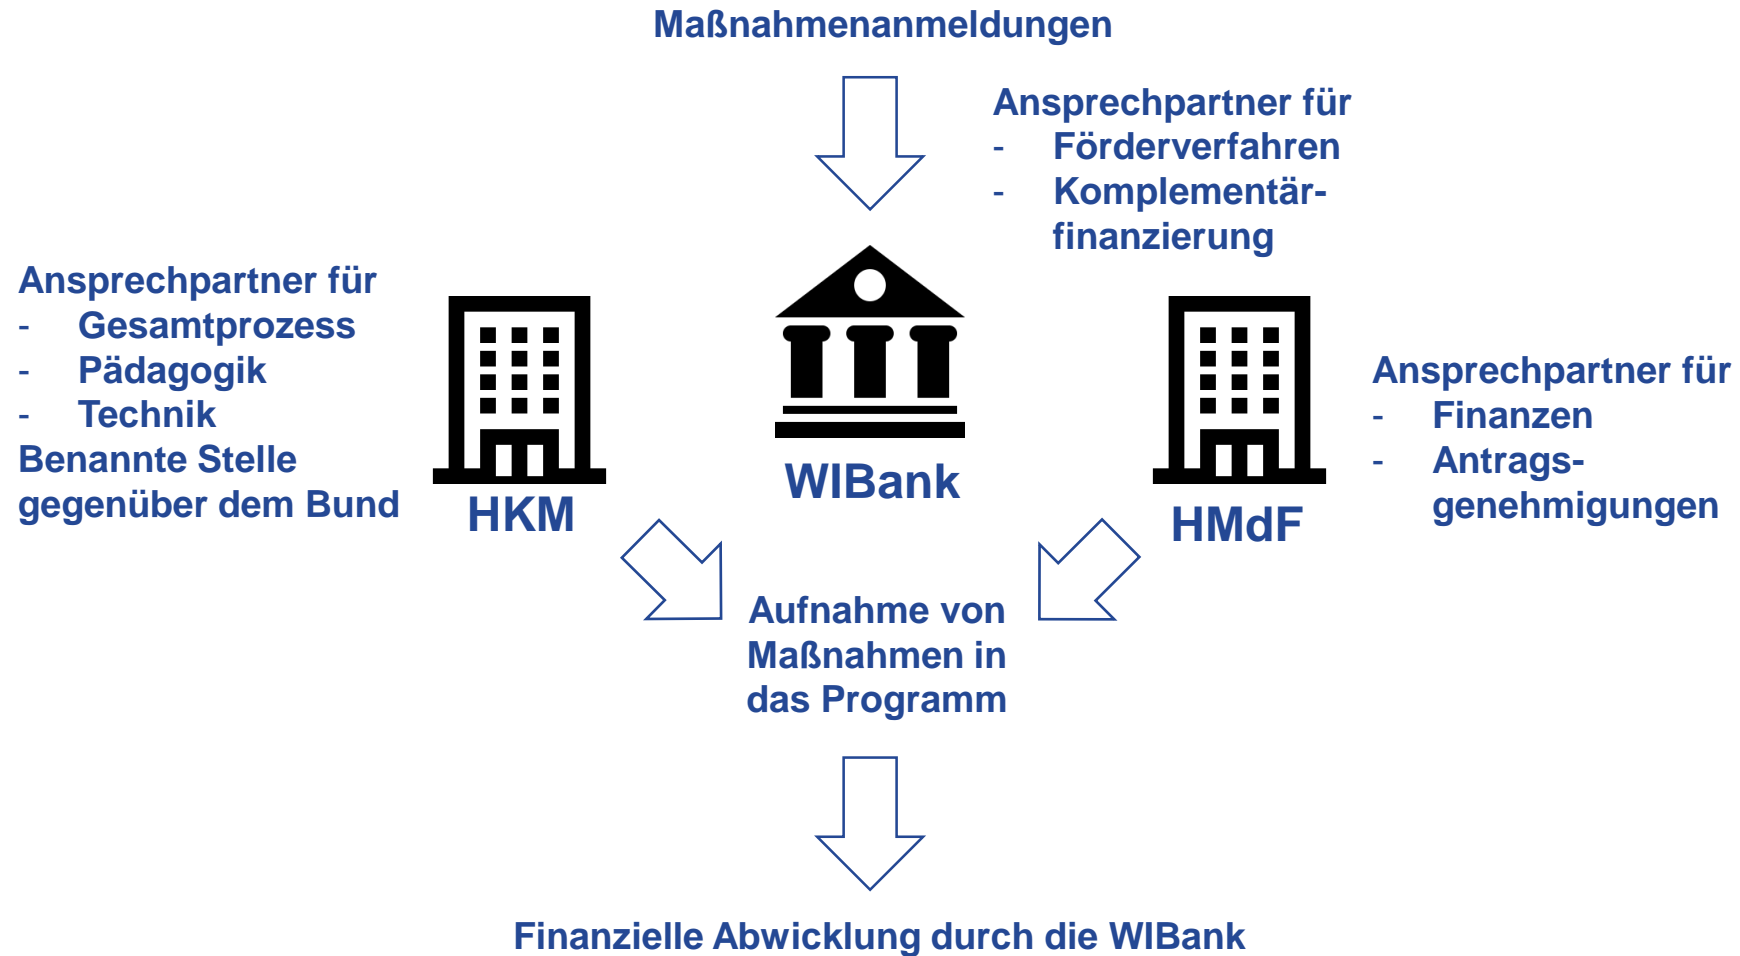 Maßnahmenanmeldungen
Ansprechpartner für
- Förderverfahren
- Komplementär-
finanzierung
Ansprechpartner für
- Gesamtprozess
- Pädagogik
- Technik
Benannte Stelle
gegenüber dem Bund
HKM
WIBank
HMdF
Ansprechpartner für
- Finanzen
- Antrags-
genehmigungen
Aufnahme von
Maßnahmen in
das Programm
Finanzielle Abwicklung durch die WIBank